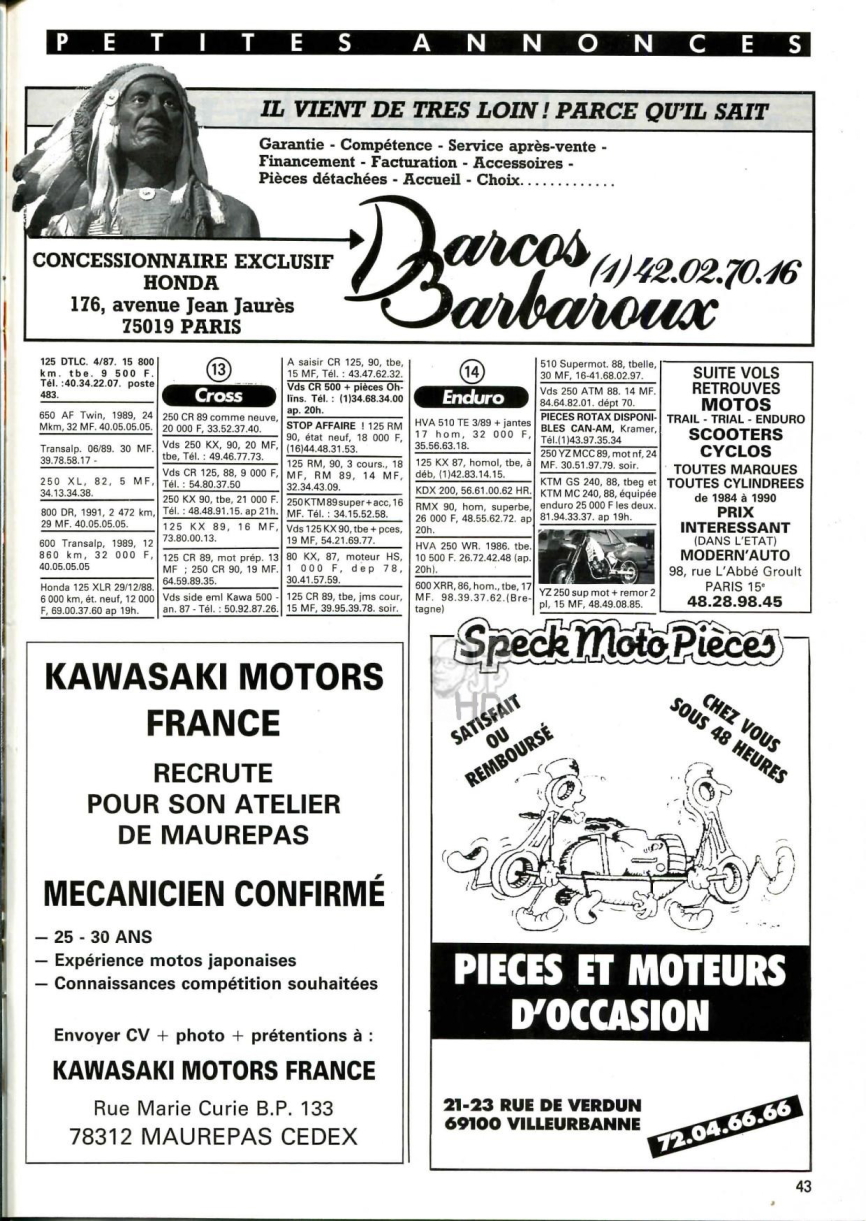 PETITES ANNONCES
IL VIENT DE TRES LOIN ! PARCE QU'IL SAIT
Garantie - Compétence - Service après-vente -
Financement - Facturation - Accessoires -
Pièces détachées - Accueil - Choix.............
CONCESSIONNAIRE EXCLUSIF
HONDA
176, avenue Jean Jaurès
75019 PARIS
Darcos
Barbaroux
(1) 42.02.70.16
125 DTLC. 4/87. 15 800
km. tbe. 9 500 F.
Tél. :40.34.22.07. poste
483.
650 AF Twin, 1989, 24
Mkm, 32 MF. 40.05.05.05.
Transalp. 06/89. 30 MF.
39.78.58.17 -
250 XL, 82, 5 MF,
34.13.34.38.
800 DR, 1991, 2 472 km,
29 MF. 40.05.05.05.
600 Transalp, 1989, 12
860 km, 32 000 F,
40.05.05.05
Honda 125 XLR 29/12/88.
6 000 km, ét. neuf, 12 000
F, 69.00.37.60 ap 19h.
13
Cross
250 CR 89 comme neuve,
20 000 F, 33.52.37.40.
Vds 250 KX, 90, 20 MF,
tbe, Tél. : 49.46.77.73.
Vds CR 125, 88, 9 000 F,
Tél. : 54.80.37.50
250 KX 90, tbe, 21 000 F.
Tél. : 48.48.91.15. ap 21h.
125 KX 89, 16 MF,
73.80.00.13.
125 CR 89, mot prép. 13
MF ; 250 CR 90, 19 MF.
64.59.89.35.
Vds side eml Kawa 500 -
an. 87 - Tél. : 50.92.87.26.
A saisir CR 125, 90, tbe,
15 MF, Tél. : 43.47.62.32.
Vds CR 500 + pièces Oh-
lins. Tél. : (1)34.68.34.00
ap. 20h.
STOP AFFAIRE ! 125 RM
90, état neuf, 18 000 F,
(16)44.48.31.53.
125 RM, 90, 3 cours., 18
MF, RM 89, 14 MF,
32.34.43.09.
250 KTM 89 super + acc, 16
MF. Tél. : 34.15.52.58.
Vds 125 KX 90, tbe + pces,
19 MF, 54.21.69.77.
80 KX, 87, moteur HS,
1 000 F, dep 78,
30.41.57.59.
125 CR 89, tbe, jms cour,
15 MF, 39.95.39.78. soir.
14
Enduro
HVA 510 TE 3/89 + jantes
17 hom, 32 000 F,
35.56.63.18.
125 KX 87, homol, tbe, à
déb, (1)42.83.14.15.
KDX 200, 56.61.00.62 HR.
RMX 90, hom, superbe,
26 000 F, 48.55.62.72. ap
20h.
HVA 250 WR. 1986. tbe.
10 500 F. 26.72.42.48 (ap.
20h).
600 XRR, 86, hom., tbe, 17
MF. 98.39.37.62.(Bre-
tagne)
510 Supermot. 88, tbelle,
30 MF, 16-41.68.02.97.
Vds 250 ATM 88. 14 MF.
84.64.82.01. dépt 70.
PIECES ROTAX DISPONI-
BLES CAN-AM, Kramer,
Tél.(1)43.97.35.34
250 YZ MCC 89, mot nf, 24
MF. 30.51.97.79. soir.
KTM GS 240, 88, tbeg et
KTM MC 240, 88, équipée
enduro 25 000 F les deux.
81.94.33.37. ap 19h.
YZ 250 sup mot + remor 2
pl, 15 MF, 48.49.08.85.
SUITE VOLS
RETROUVES
MOTOS
TRAIL - TRIAL - ENDURO
SCOOTERS
CYCLOS
TOUTES MARQUES
TOUTES CYLINDREES
de 1984 à 1990
PRIX
INTERESSANT
(DANS L'ETAT)
MODERN'AUTO
98, rue L'Abbé Groult
PARIS 15e
48.28.98.45
KAWASAKI MOTORS
FRANCE
RECRUTE
POUR SON ATELIER
DE MAUREPAS
MECANICIEN CONFIRMÉ
— 25 - 30 ANS
— Expérience motos japonaises
— Connaissances compétition souhaitées
Envoyer CV + photo + prétentions à :
KAWASAKI MOTORS FRANCE
Rue Marie Curie B.P. 133
78312 MAUREPAS CEDEX
Speck Moto Pièces
SATISFAIT
OU
REMBOURSÉ
CHEZ VOUS
SOUS 48 HEURES
PIECES ET MOTEURS
D'OCCASION
21-23 RUE DE VERDUN
69100 VILLEURBANNE
72.04.66.66
43